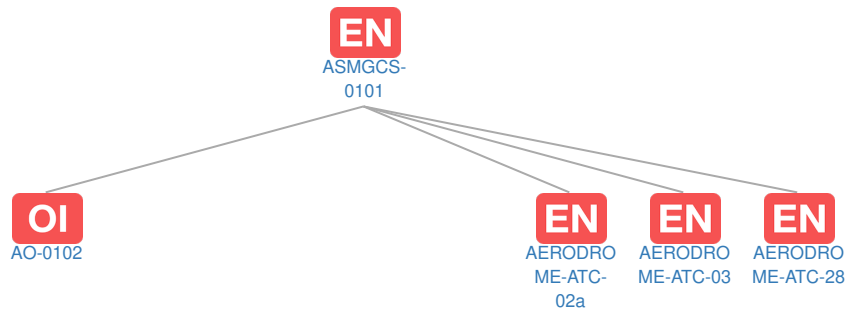 EN
ASMGCS-
0101
OI
AO-0102
EN
AERODRO
ME-ATC-
02a
EN
AERODRO
ME-ATC-03
EN
AERODRO
ME-ATC-28